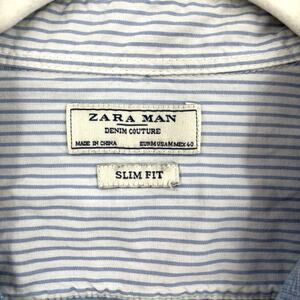 ZARA MAN
DENIM COUTURE
MADE IN CHINA EUR M USA M MEX 40
SLIM FIT